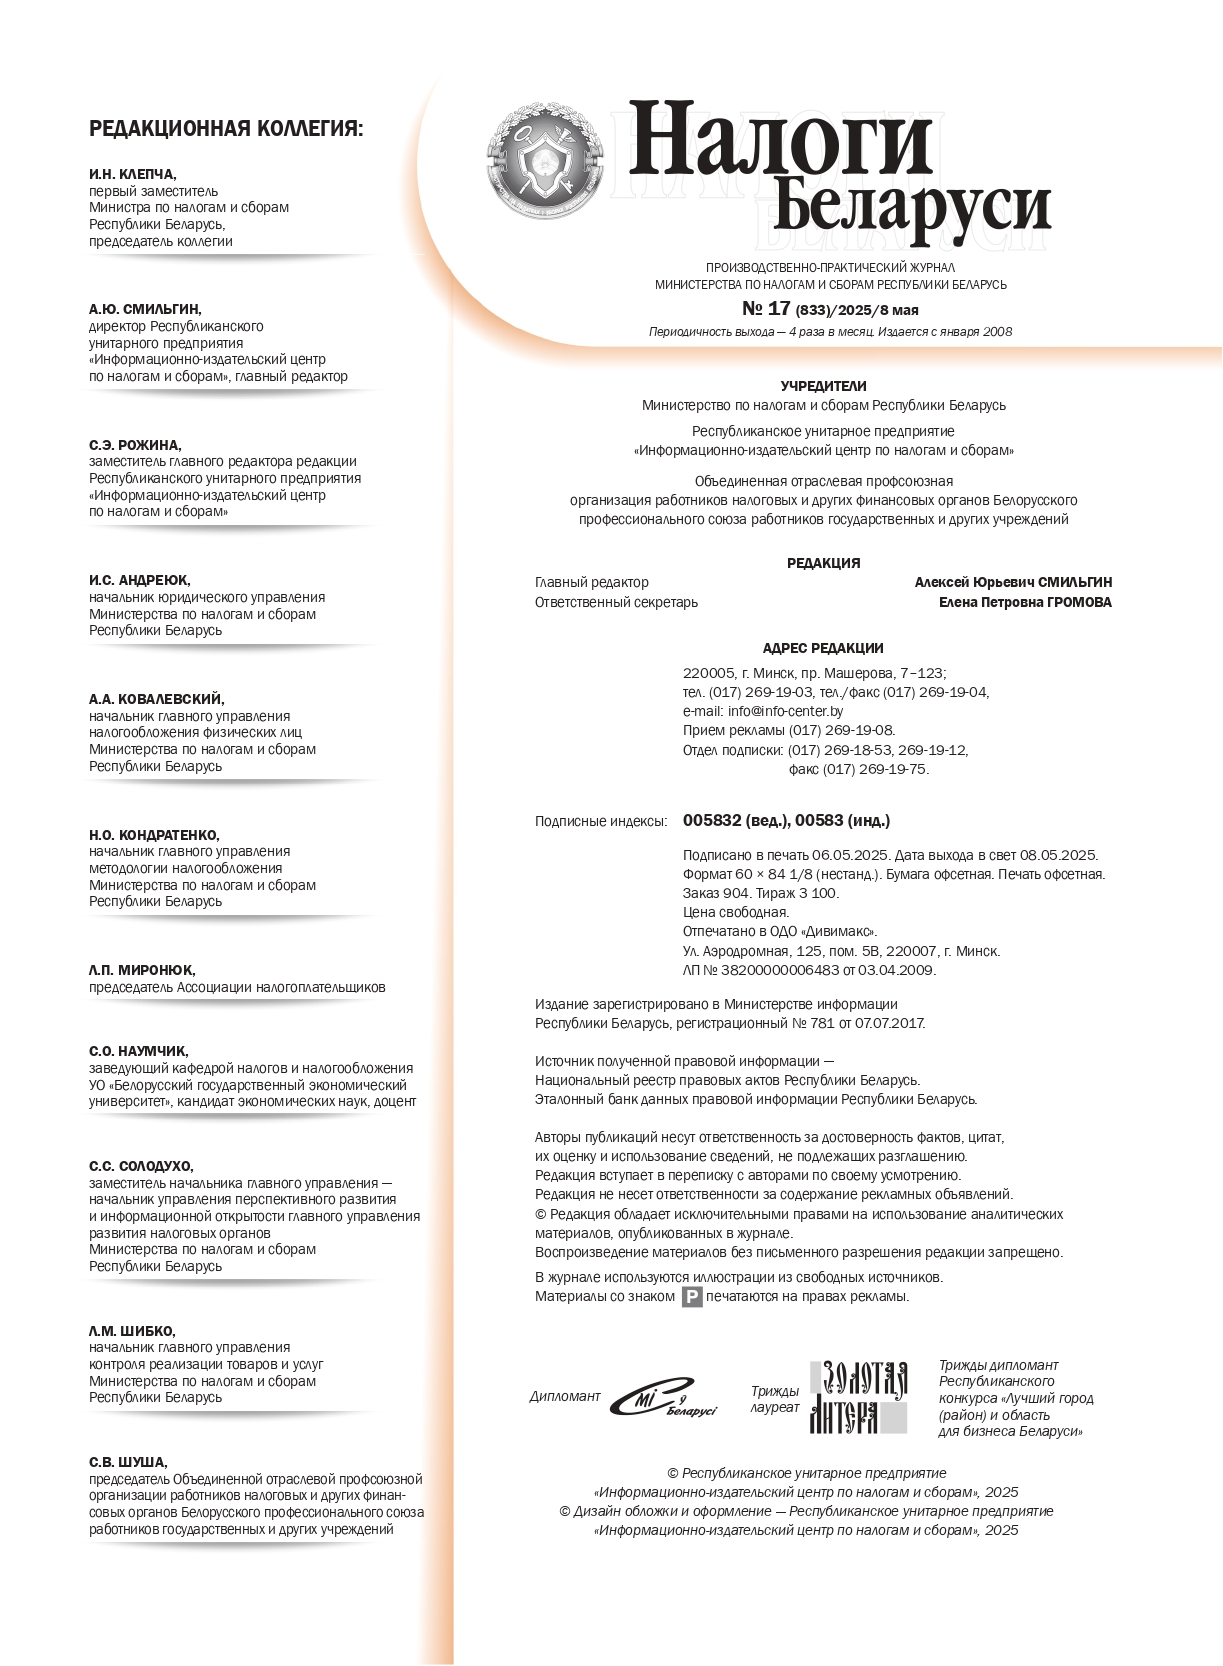 РЕДАКЦИОННАЯ КОЛЛЕГИЯ:
И.Н. КЛЕПЧА,
первый заместитель
Министра по налогам и сборам
Республики Беларусь,
председатель коллегии
А.Ю. СМИЛЬГИН,
директор Республиканского
унитарного предприятия
«Информационно-издательский центр
по налогам и сборам», главный редактор
С.Э. РОЖИНА,
заместитель главного редактора редакции
Республиканского унитарного предприятия
«Информационно-издательский центр
по налогам и сборам»
И.С. АНДРЕЮК,
начальник юридического управления
Министерства по налогам и сборам
Республики Беларусь
А.А. КОВАЛЕВСКИЙ,
начальник главного управления
налогообложения физических лиц
Министерства по налогам и сборам
Республики Беларусь
Н.О. КОНДРАТЕНКО,
начальник главного управления
методологии налогообложения
Министерства по налогам и сборам
Республики Беларусь
Л.П. МИРОНЮК,
председатель Ассоциации налогоплательщиков
С.О. НАУМЧИК,
заведующий кафедрой налогов и налогообложения
УО «Белорусский государственный экономический
университет», кандидат экономических наук, доцент
С.С. СОЛОДУХО,
заместитель начальника главного управления —
начальник управления перспективного развития
и информационной открытости главного управления
развития налоговых органов
Министерства по налогам и сборам
Республики Беларусь
Л.М. ШИБКО,
начальник главного управления
контроля реализации товаров и услуг
Министерства по налогам и сборам
Республики Беларусь
С.В. ШУША,
председатель Объединенной отраслевой профсоюзной
организации работников налоговых и других финан-
совых органов Белорусского профессионального союза
работников государственных и других учреждений
Налоги
Беларуси
ПРОИЗВОДСТВЕННО-ПРАКТИЧЕСКИЙ ЖУРНАЛ
МИНИСТЕРСТВА ПО НАЛОГАМ И СБОРАМ РЕСПУБЛИКИ БЕЛАРУСЬ
№ 17 (833)/2025/8 мая
Периодичность выхода — 4 раза в месяц. Издается с января 2008
УЧРЕДИТЕЛИ
Министерство по налогам и сборам Республики Беларусь
Республиканское унитарное предприятие
«Информационно-издательский центр по налогам и сборам»
Объединенная отраслевая профсоюзная
организация работников налоговых и других финансовых органов Белорусского
профессионального союза работников государственных и других учреждений
РЕДАКЦИЯ
Главный редактор Алексей Юрьевич СМИЛЬГИН
Ответственный секретарь Елена Петровна ГРОМОВА
АДРЕС РЕДАКЦИИ
220005, г. Минск, пр. Машерова, 7–123;
тел. (017) 269-19-03, тел./факс (017) 269-19-04,
e-mail: info@info-center.by
Прием рекламы (017) 269-19-08.
Отдел подписки: (017) 269-18-53, 269-19-12,
факс (017) 269-19-75.
Подписные индексы: 005832 (вед.), 00583 (инд.)
Подписано в печать 06.05.2025. Дата выхода в свет 08.05.2025.
Формат 60 × 84 1/8 (нестанд.). Бумага офсетная. Печать офсетная.
Заказ 904. Тираж 3 100.
Цена свободная.
Отпечатано в ОДО «Дивимакс».
Ул. Аэродромная, 125, пом. 5В, 220007, г. Минск.
ЛП № 38200000006483 от 03.04.2009.
Издание зарегистрировано в Министерстве информации
Республики Беларусь, регистрационный № 781 от 07.07.2017.
Источник полученной правовой информации —
Национальный реестр правовых актов Республики Беларусь.
Эталонный банк данных правовой информации Республики Беларусь.
Авторы публикаций несут ответственность за достоверность фактов, цитат,
их оценку и использование сведений, не подлежащих разглашению.
Редакция вступает в переписку с авторами по своему усмотрению.
Редакция не несет ответственности за содержание рекламных объявлений.
© Редакция обладает исключительными правами на использование аналитических
материалов, опубликованных в журнале.
Воспроизведение материалов без письменного разрешения редакции запрещено.
В журнале используются иллюстрации из свободных источников.
Материалы со знаком Р печатаются на правах рекламы.
Дипломант
СМІ
Беларусі
Трижды
лауреат
ЗОЛОТАЯ
ЛИТЕРА
Трижды дипломант
Республиканского
конкурса «Лучший город
(район) и область
для бизнеса Беларуси»
© Республиканское унитарное предприятие
«Информационно-издательский центр по налогам и сборам», 2025
© Дизайн обложки и оформление — Республиканское унитарное предприятие
«Информационно-издательский центр по налогам и сборам», 2025